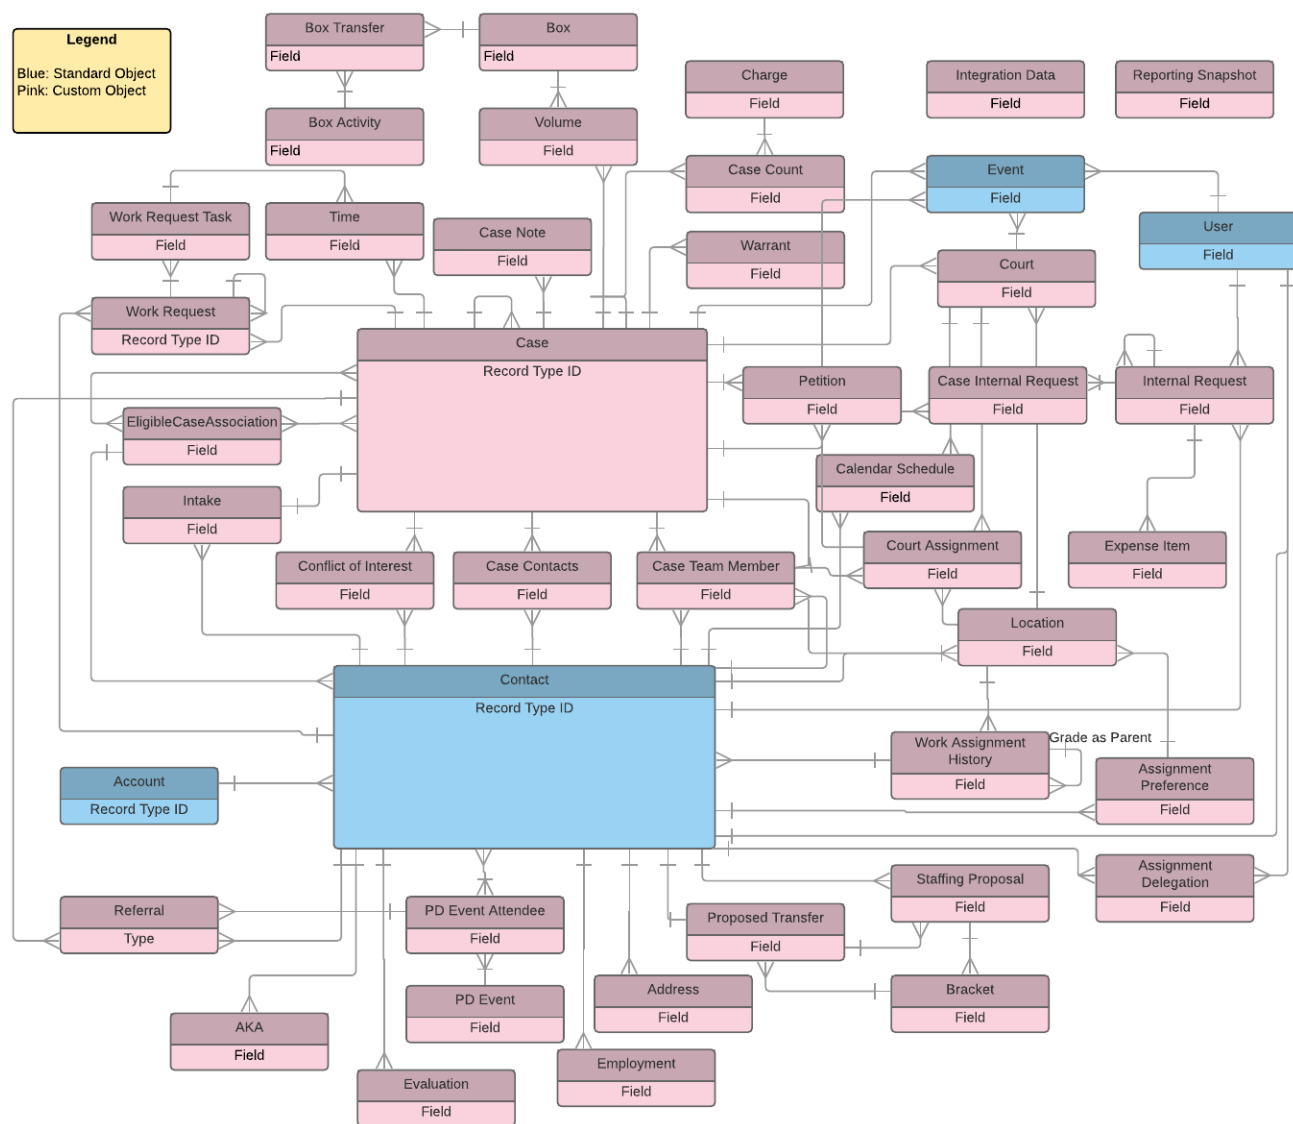 Legend
Blue: Standard Object
Pink: Custom Object
Box Transfer
Field
Box
Field
Charge
Field
Integration Data
Field
Reporting Snapshot
Field
Box Activity
Field
Volume
Field
Case Count
Field
Event
Field
Work Request Task
Field
Time
Field
Case Note
Field
Warrant
Field
Court
Field
User
Field
Work Request
Record Type ID
Case
Record Type ID
Petition
Field
Case Internal Request
Field
Internal Request
Field
EligibleCaseAssociation
Field
Calendar Schedule
Field
Intake
Field
Court Assignment
Field
Expense Item
Field
Conflict of Interest
Field
Case Contacts
Field
Case Team Member
Field
Location
Field
Contact
Record Type ID
Work Assignment
History
Field
Grade as Parent
Assignment
Preference
Field
Account
Record Type ID
Assignment
Delegation
Field
Staffing Proposal
Field
Referral
Type
PD Event Attendee
Field
Proposed Transfer
Field
Address
Field
Bracket
Field
PD Event
Field
AKA
Field
Employment
Field
Evaluation
Field